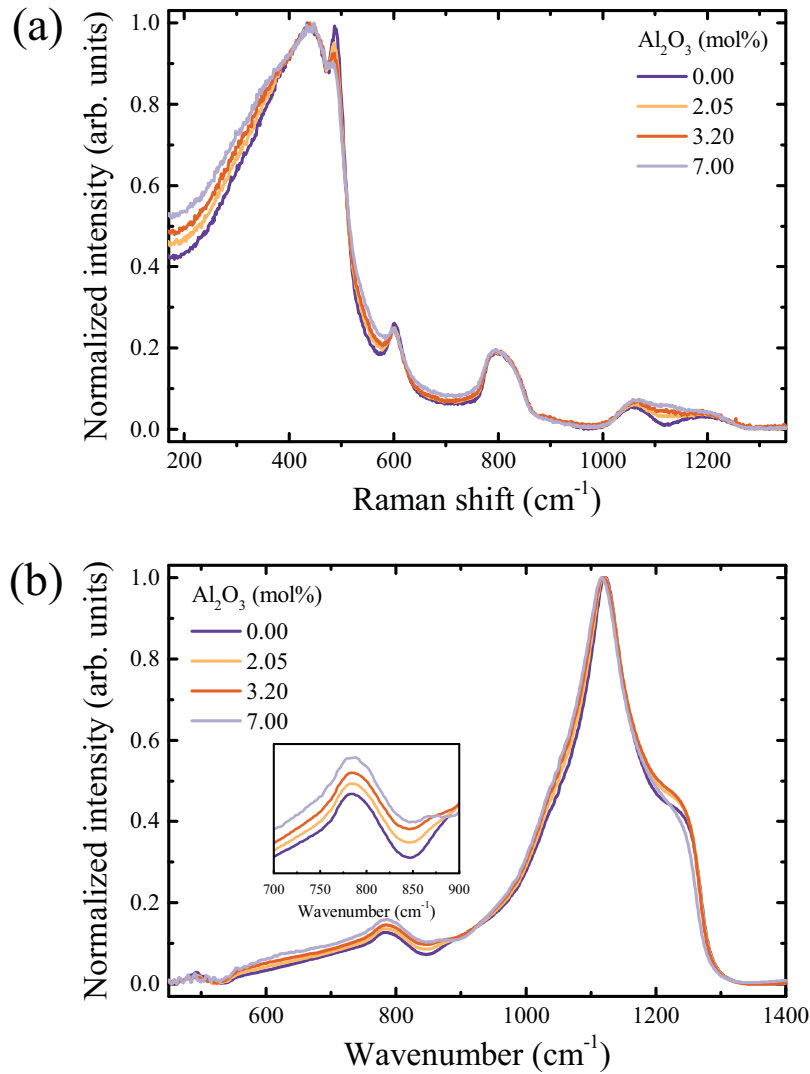 (a)
Normalized intensity (arb. units)
1.0
0.8
0.6
0.4
0.2
0.0
Al₂O₃ (mol%)
0.00
2.05
3.20
7.00
200 400 600 800 1000 1200
Raman shift (cm⁻¹)
(b)
Normalized intensity (arb. units)
1.0
0.8
0.6
0.4
0.2
0.0
Al₂O₃ (mol%)
0.00
2.05
3.20
7.00
700 750 800 850 900
Wavenumber (cm⁻¹)
600 800 1000 1200 1400
Wavenumber (cm⁻¹)